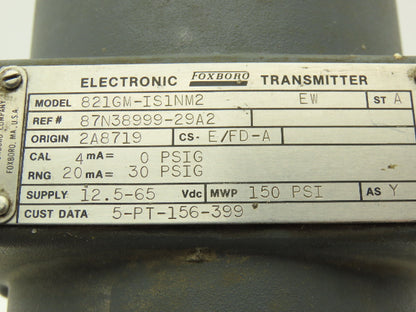 ELECTRONIC FOXBORO TRANSMITTER
MODEL 821GM-IS1NM2 EW ST A
REF# 87N38999-29A2
ORIGIN 2A8719 CS- E/FD-A
CAL 4 mA= 0 PSIG
RNG 20 mA= 30 PSIG
SUPPLY 12.5-65 Vdc MWP 150 PSI AS Y
CUST DATA 5-PT-156-399
COMPANY
FOXBORO, MA. U.S.A.